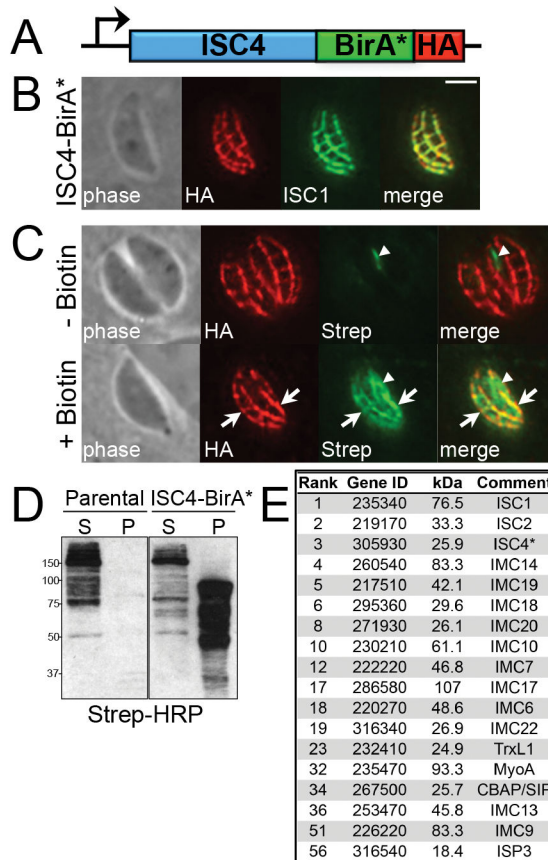 A
ISC4 BirA* HA
B
ISC4-BirA*
phase HA ISC1 merge
C
- Biotin
phase HA Strep merge
+ Biotin
phase HA Strep merge
D
Parental ISC4-BirA*
S P S P
150
100
75
50
37
Strep-HRP
E
Rank Gene ID kDa Comment
1 235340 76.5 ISC1
2 219170 33.3 ISC2
3 305930 25.9 ISC4*
4 260540 83.3 IMC14
5 217510 42.1 IMC19
6 295360 29.6 IMC18
8 271930 26.1 IMC20
10 230210 61.1 IMC10
12 222220 46.8 IMC7
17 286580 107 IMC17
18 220270 48.6 IMC6
19 316340 26.9 IMC22
23 232410 24.9 TrxL1
32 235470 93.3 MyoA
34 267500 25.7 CBAP/SIP
36 253470 45.8 IMC13
51 226220 83.3 IMC9
56 316540 18.4 ISP3